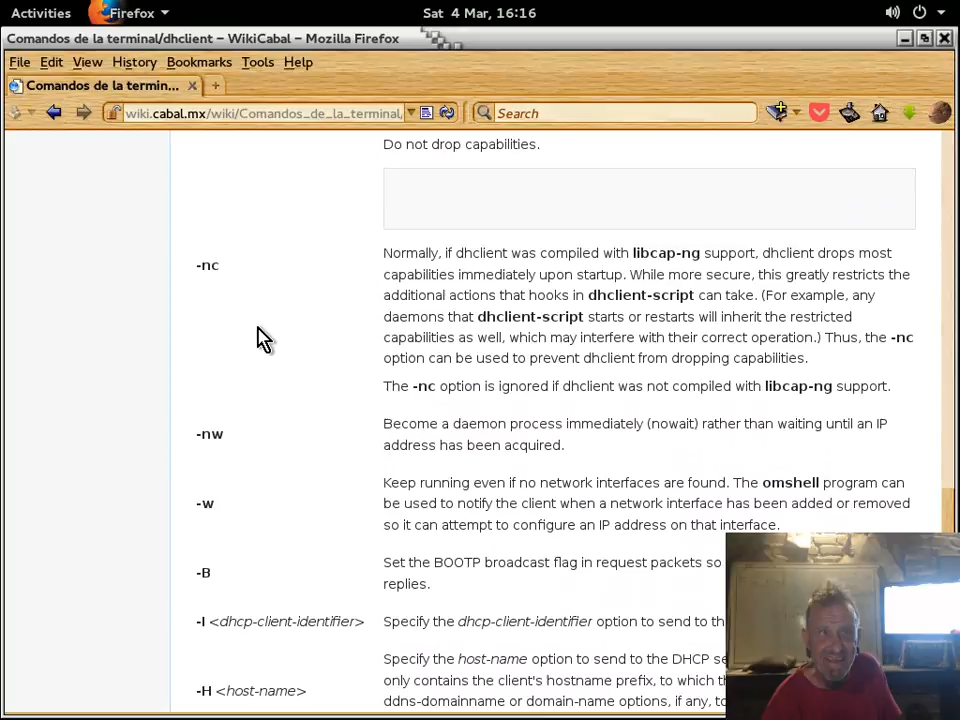 Activities Firefox Sat 4 Mar, 16:16
Comandos de la terminal/dhclient – WikiCabal – Mozilla Firefox
File Edit View History Bookmarks Tools Help
Comandos de la termin...
wiki.cabal.mx/wiki/Comandos_de_la_terminal, Search
Do not drop capabilities.
-nc
Normally, if dhclient was compiled with libcap-ng support, dhclient drops most
capabilities immediately upon startup. While more secure, this greatly restricts the
additional actions that hooks in dhclient-script can take. (For example, any
daemons that dhclient-script starts or restarts will inherit the restricted
capabilities as well, which may interfere with their correct operation.) Thus, the -nc
option can be used to prevent dhclient from dropping capabilities.
The -nc option is ignored if dhclient was not compiled with libcap-ng support.
-nw
Become a daemon process immediately (nowait) rather than waiting until an IP
address has been acquired.
-w
Keep running even if no network interfaces are found. The omshell program can
be used to notify the client when a network interface has been added or removed
so it can attempt to configure an IP address on that interface.
-B
Set the BOOTP broadcast flag in request packets so
replies.
-I <dhcp-client-identifier> Specify the dhcp-client-identifier option to send to th
-H <host-name>
Specify the host-name option to send to the DHCP se
only contains the client's hostname prefix, to which th
ddns-domainname or domain-name options, if any, to